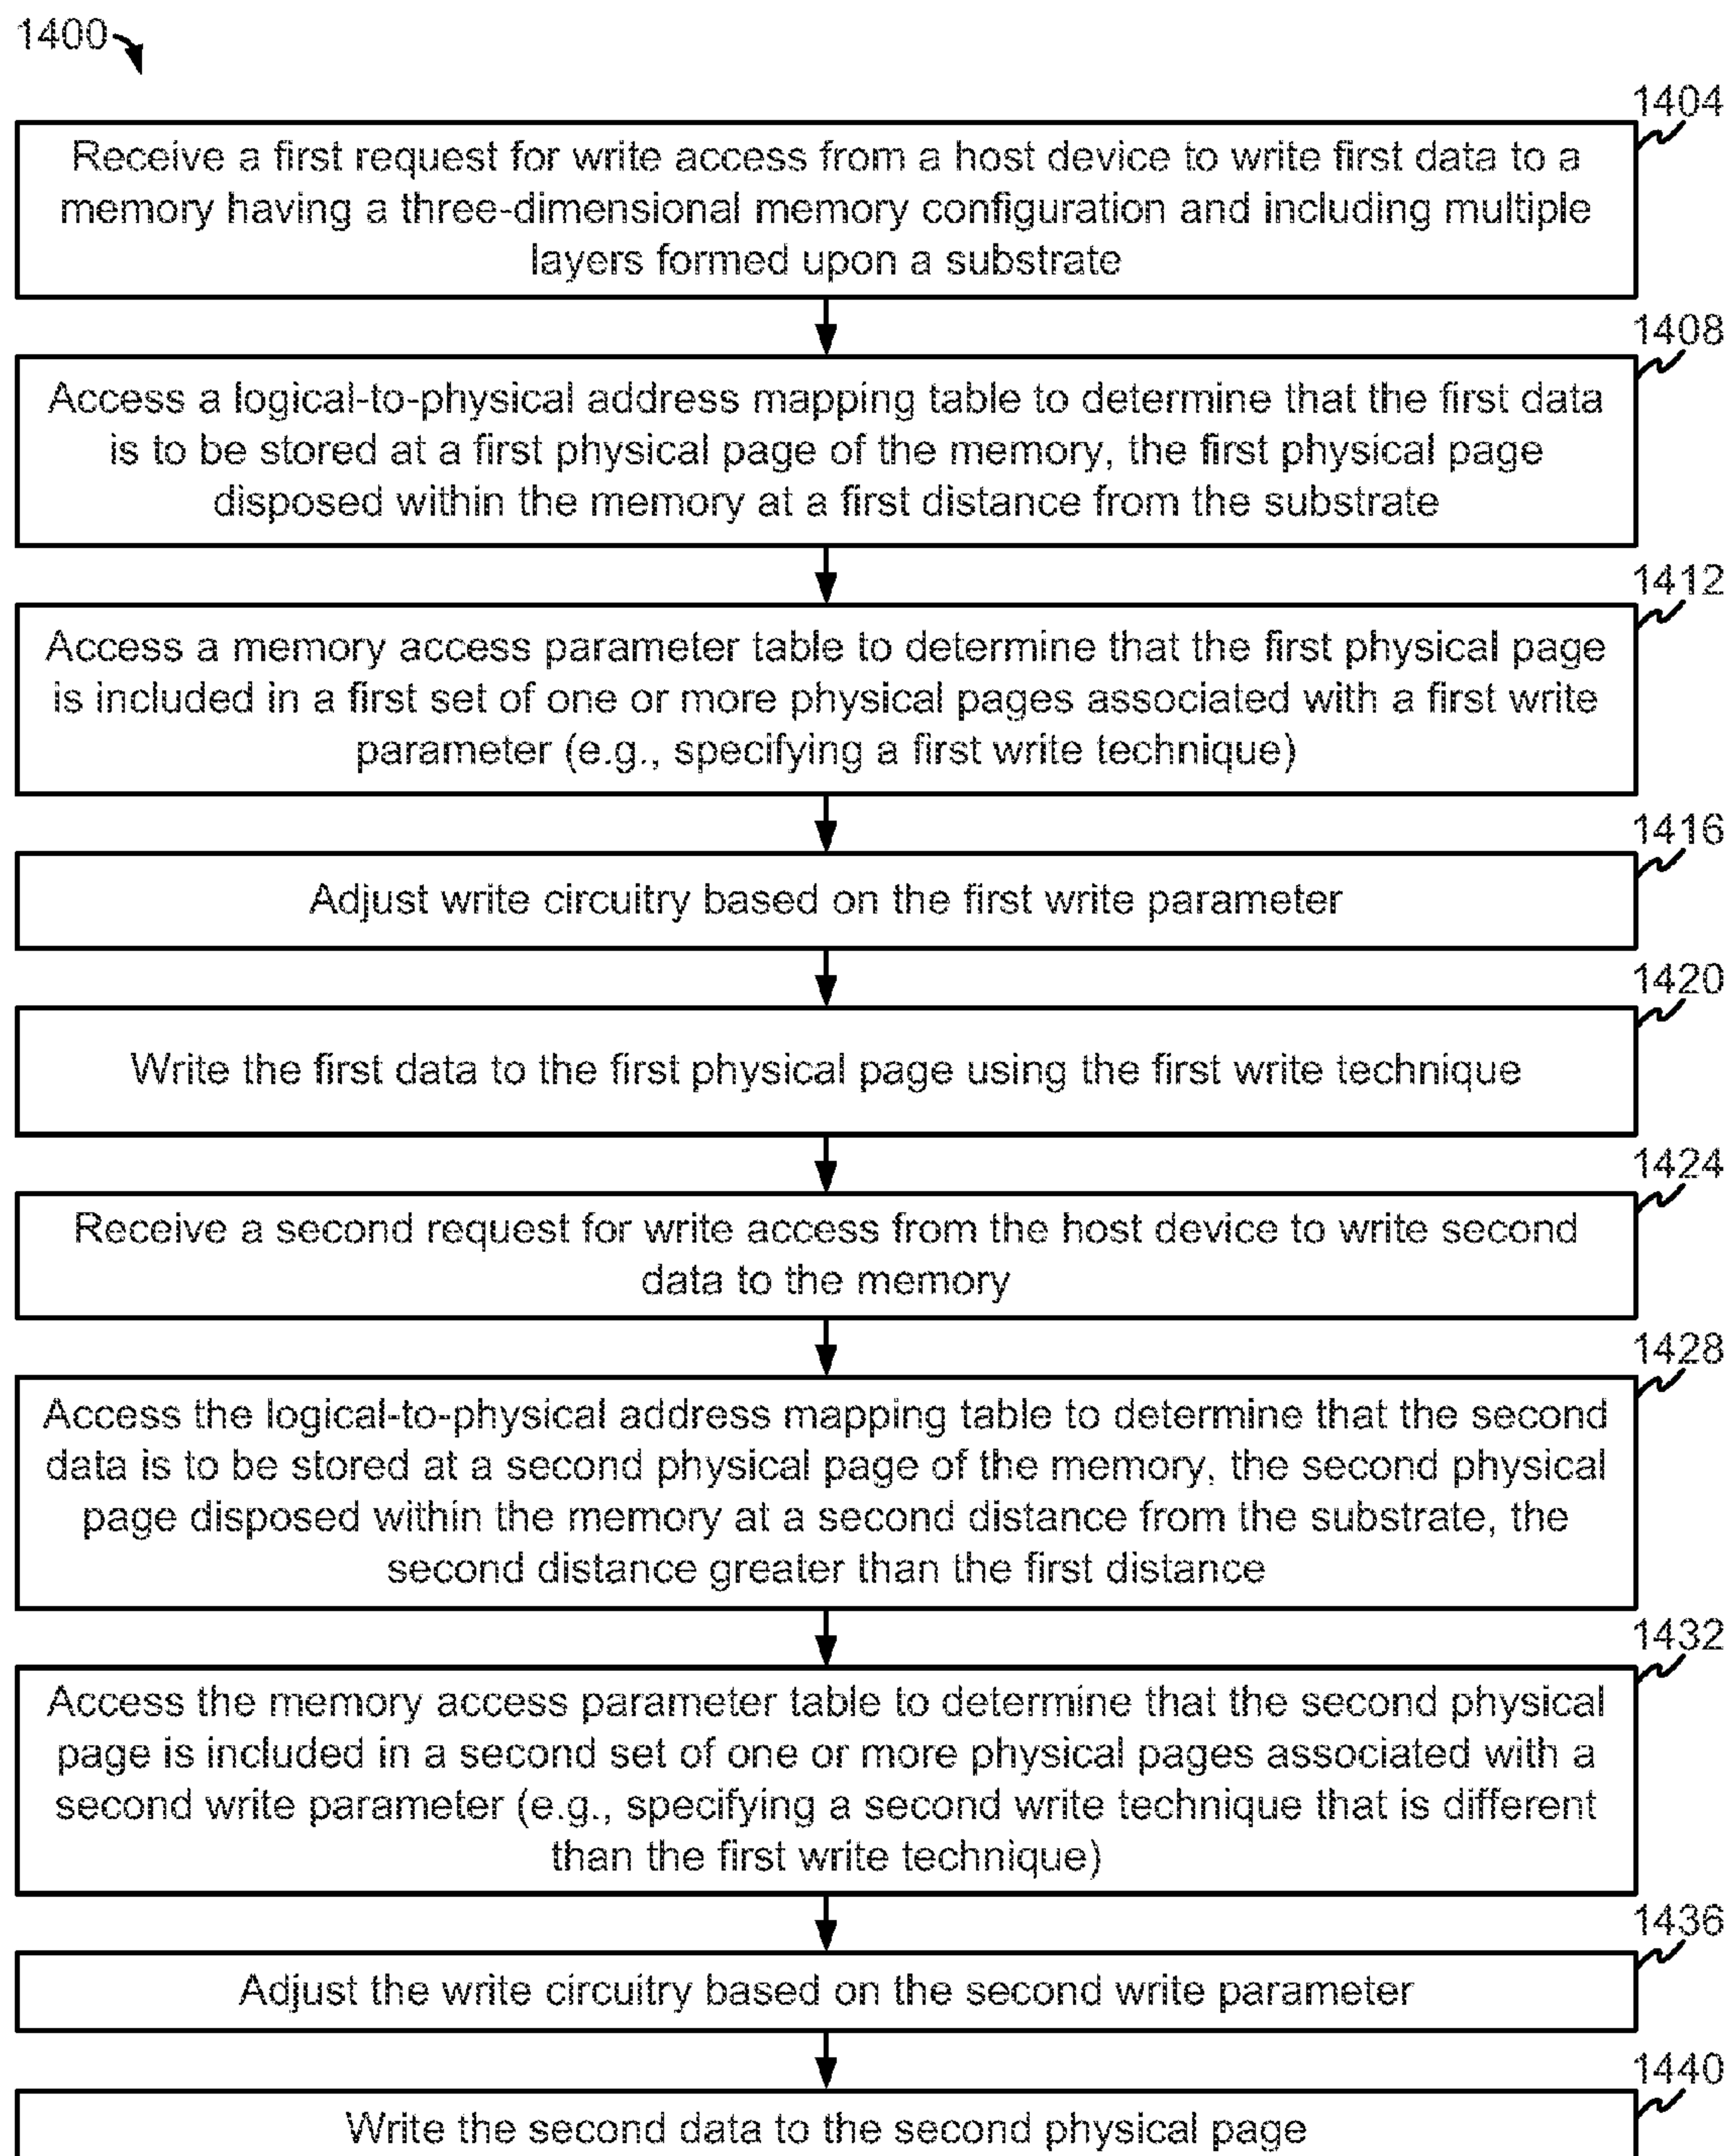 1400
1404
Receive a first request for write access from a host device to write first data to a
memory having a three-dimensional memory configuration and including multiple
layers formed upon a substrate
1408
Access a logical-to-physical address mapping table to determine that the first data
is to be stored at a first physical page of the memory, the first physical page
disposed within the memory at a first distance from the substrate
1412
Access a memory access parameter table to determine that the first physical page
is included in a first set of one or more physical pages associated with a first write
parameter (e.g., specifying a first write technique)
1416
Adjust write circuitry based on the first write parameter
1420
Write the first data to the first physical page using the first write technique
1424
Receive a second request for write access from the host device to write second
data to the memory
1428
Access the logical-to-physical address mapping table to determine that the second
data is to be stored at a second physical page of the memory, the second physical
page disposed within the memory at a second distance from the substrate, the
second distance greater than the first distance
1432
Access the memory access parameter table to determine that the second physical
page is included in a second set of one or more physical pages associated with a
second write parameter (e.g., specifying a second write technique that is different
than the first write technique)
1436
Adjust the write circuitry based on the second write parameter
1440
Write the second data to the second physical page